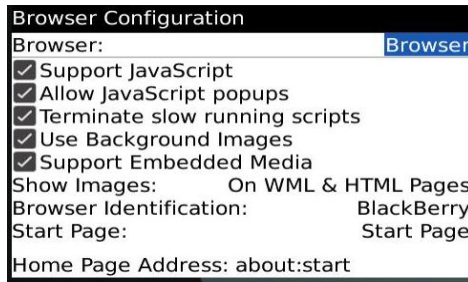 Browser Configuration
Browser: Browser
Support JavaScript
Allow JavaScript popups
Terminate slow running scripts
Use Background Images
Support Embedded Media
Show Images: On WML & HTML Pages
Browser Identification: BlackBerry
Start Page: Start Page
Home Page Address: about:start